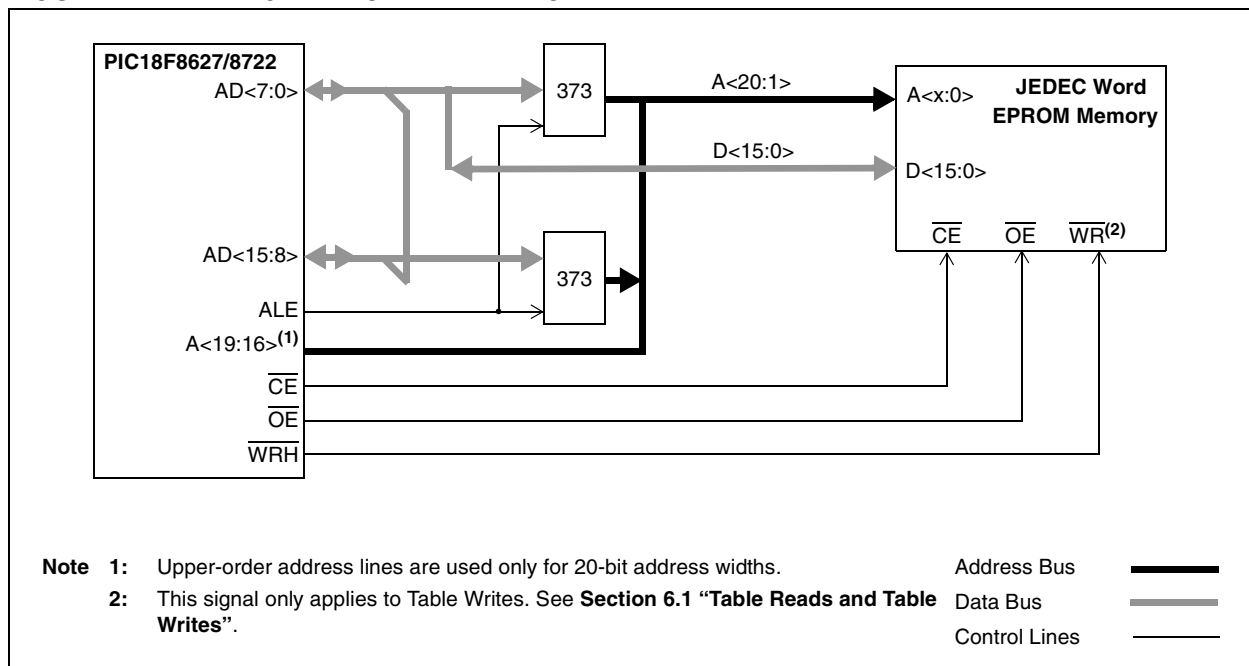 PIC18F8627/8722
AD<7:0>
373
A<20:1>
A<x:0>
JEDEC Word
EPROM Memory
D<15:0>
D<15:0>
CE OE WR(2)
AD<15:8>
373
ALE
A<19:16>(1)
CE
OE
WRH
Note 1: Upper-order address lines are used only for 20-bit address widths.
2: This signal only applies to Table Writes. See Section 6.1 “Table Reads and Table
Writes”.
Address Bus
Data Bus
Control Lines